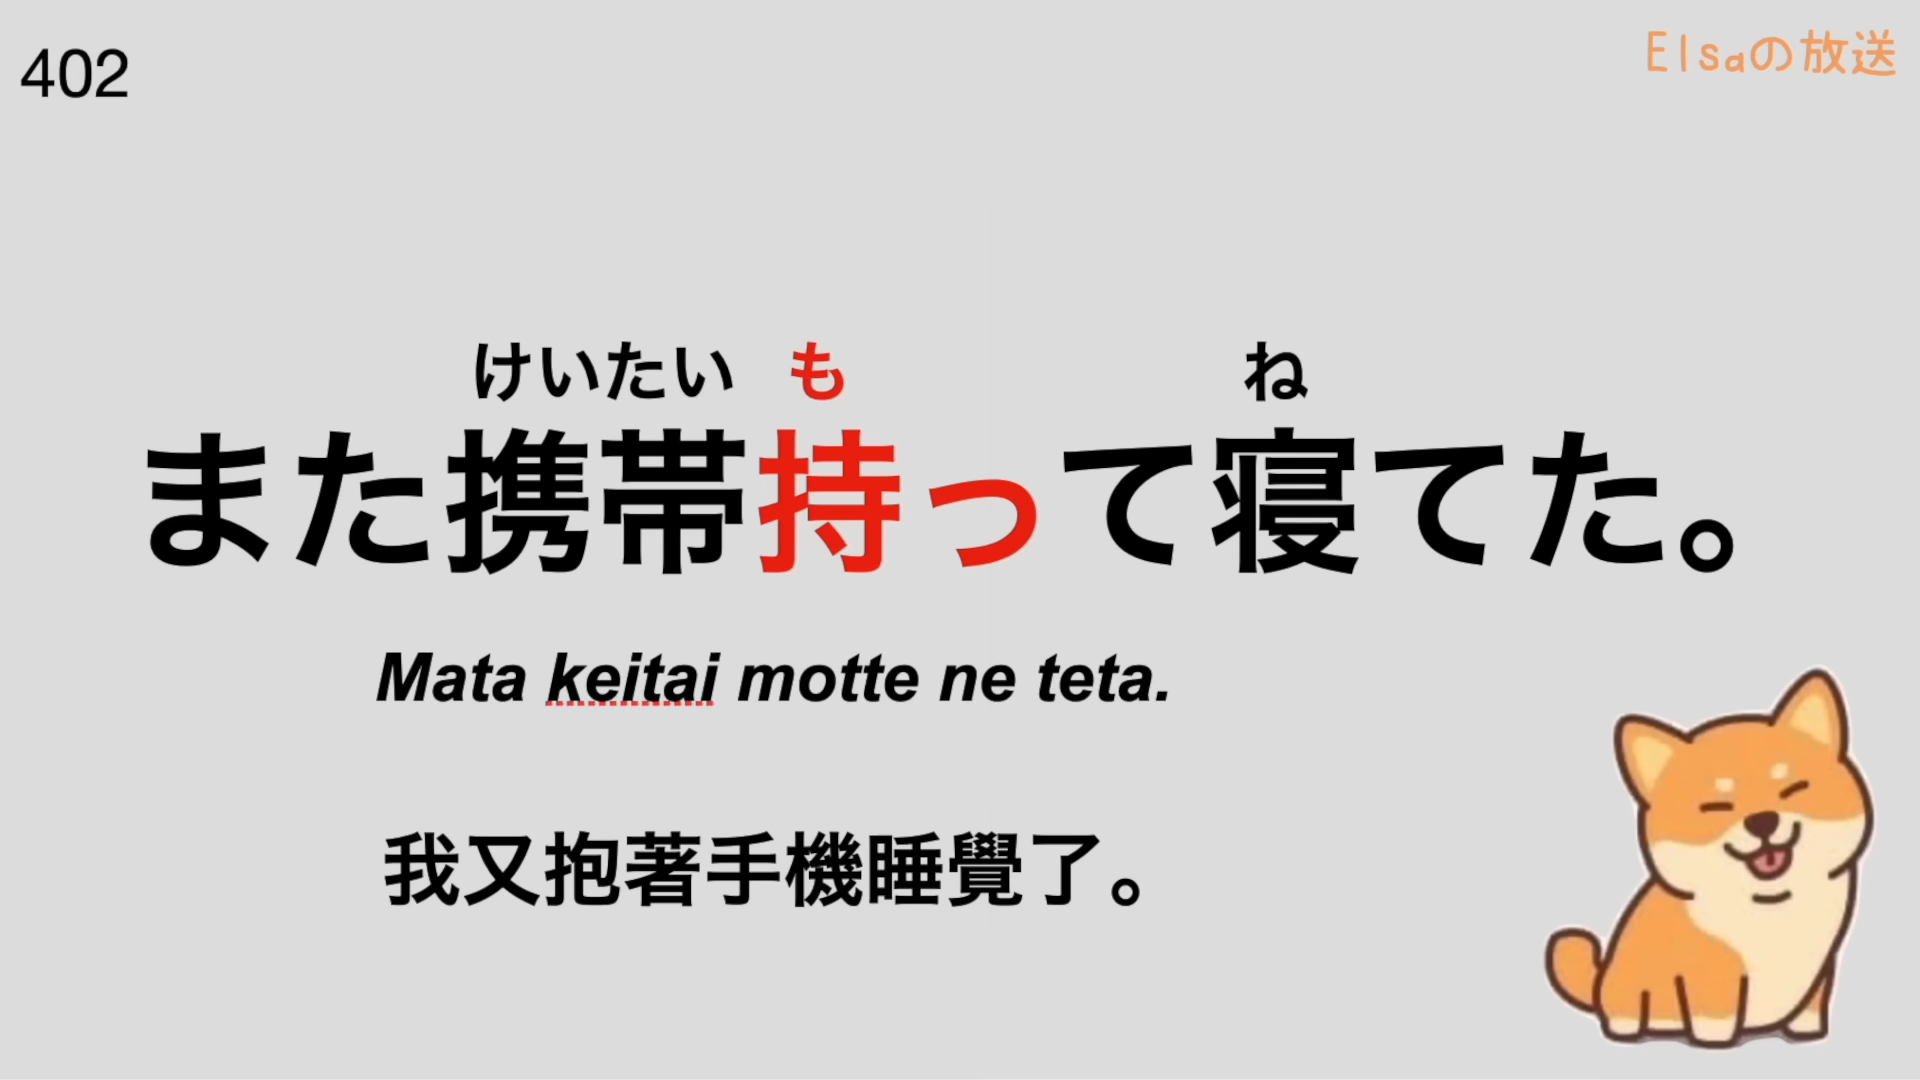 402
Elsaの放送
けいたい も ね
また携帯持って寝てた。
Mata keitai motte ne teta.
我又抱著手機睡覺了。